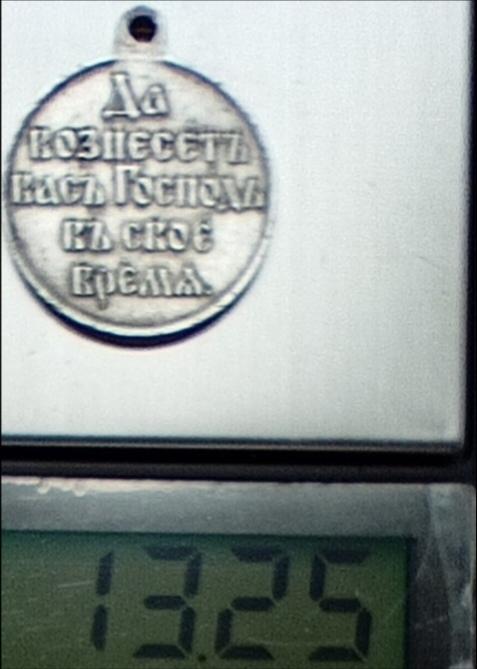 Да
вознесетъ
васъ Господь
въ свое
время.
13.25